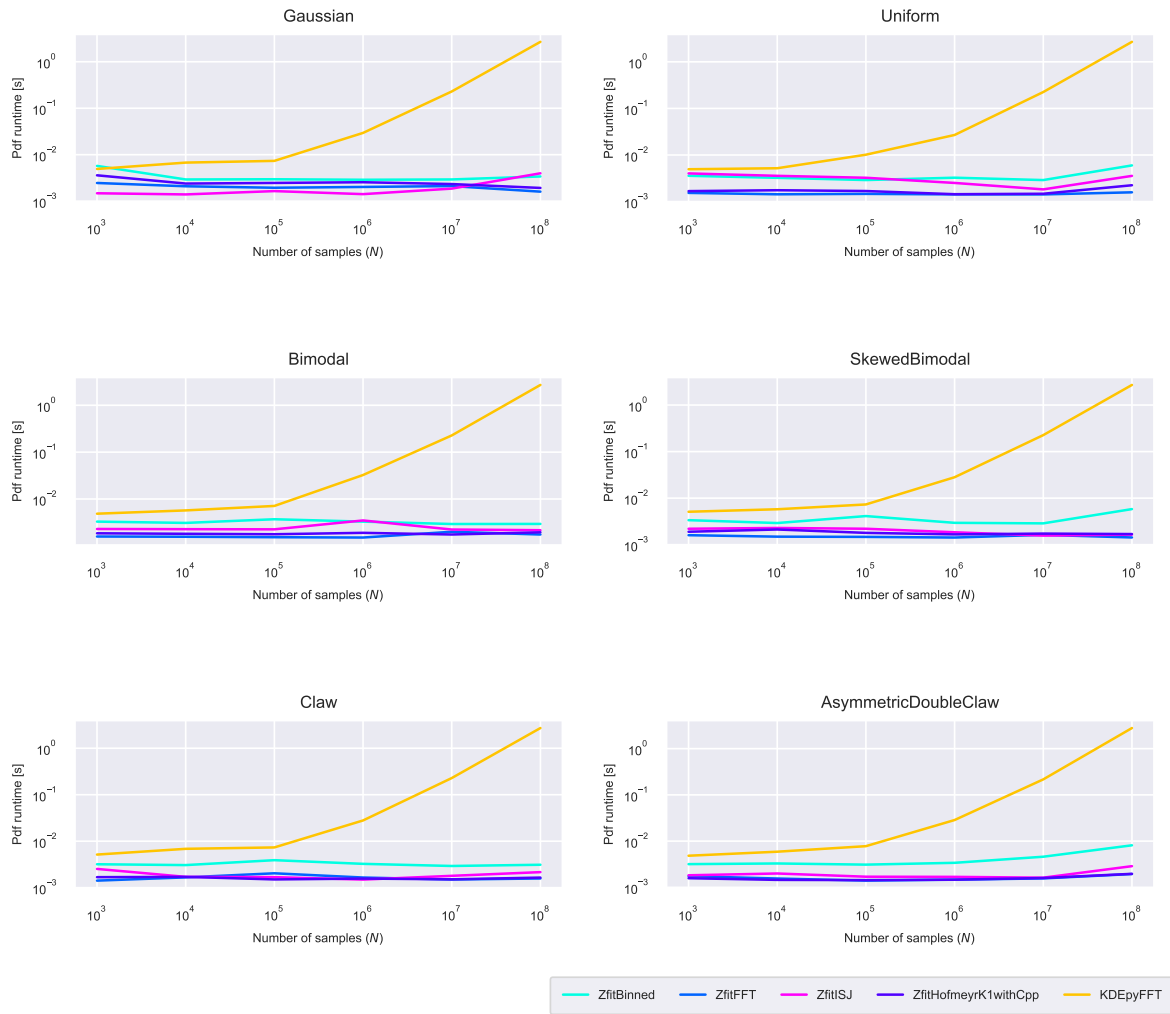 Gaussian
Pdf runtime [s]
10^0
10^-1
10^-2
10^-3
10^3 10^4 10^5 10^6 10^7 10^8
Number of samples (N)
Uniform
Pdf runtime [s]
10^0
10^-1
10^-2
10^-3
10^3 10^4 10^5 10^6 10^7 10^8
Number of samples (N)
Bimodal
Pdf runtime [s]
10^0
10^-1
10^-2
10^3 10^4 10^5 10^6 10^7 10^8
Number of samples (N)
SkewedBimodal
Pdf runtime [s]
10^0
10^-1
10^-2
10^-3
10^3 10^4 10^5 10^6 10^7 10^8
Number of samples (N)
Claw
Pdf runtime [s]
10^0
10^-1
10^-2
10^-3
10^3 10^4 10^5 10^6 10^7 10^8
Number of samples (N)
AsymmetricDoubleClaw
Pdf runtime [s]
10^0
10^-1
10^-2
10^-3
10^3 10^4 10^5 10^6 10^7 10^8
Number of samples (N)
ZfitBinned ZfitFFT ZfitISJ ZfitHofmeyrK1withCpp KDEpyFFT